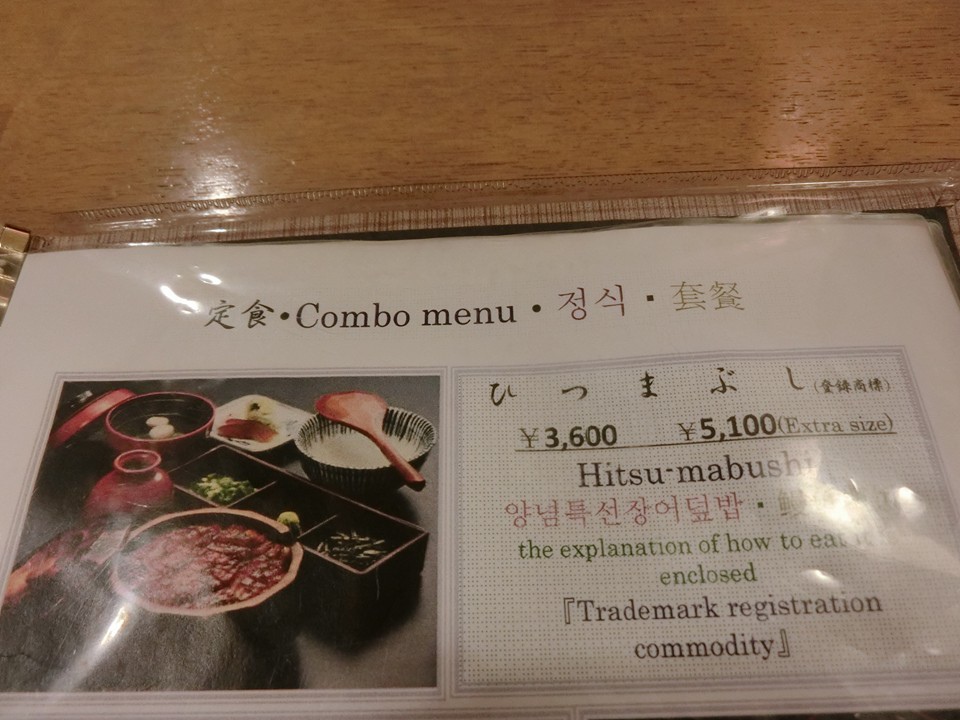 定食・Combo menu・정식・套餐
ひつまぶし(登録商標)
￥3,600 ￥5,100(Extra size)
Hitsu-mabushi
양념특선장어덮밥・
the explanation of how to eat
enclosed
『Trademark registration
commodity』